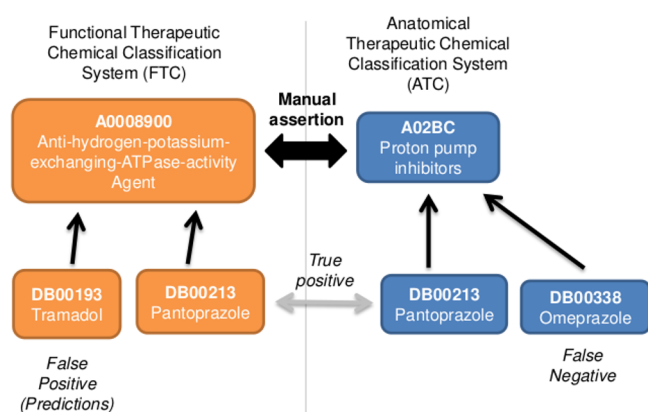 Functional Therapeutic
Chemical Classification
System (FTC)
Anatomical
Therapeutic Chemical
Classification System
(ATC)
A0008900
Anti-hydrogen-potassium-
exchanging-ATPase-activity
Agent
Manual
assertion
A02BC
Proton pump
inhibitors
DB00193
Tramadol
DB00213
Pantoprazole
True
positive
DB00213
Pantoprazole
DB00338
Omeprazole
False
Positive
(Predictions)
False
Negative